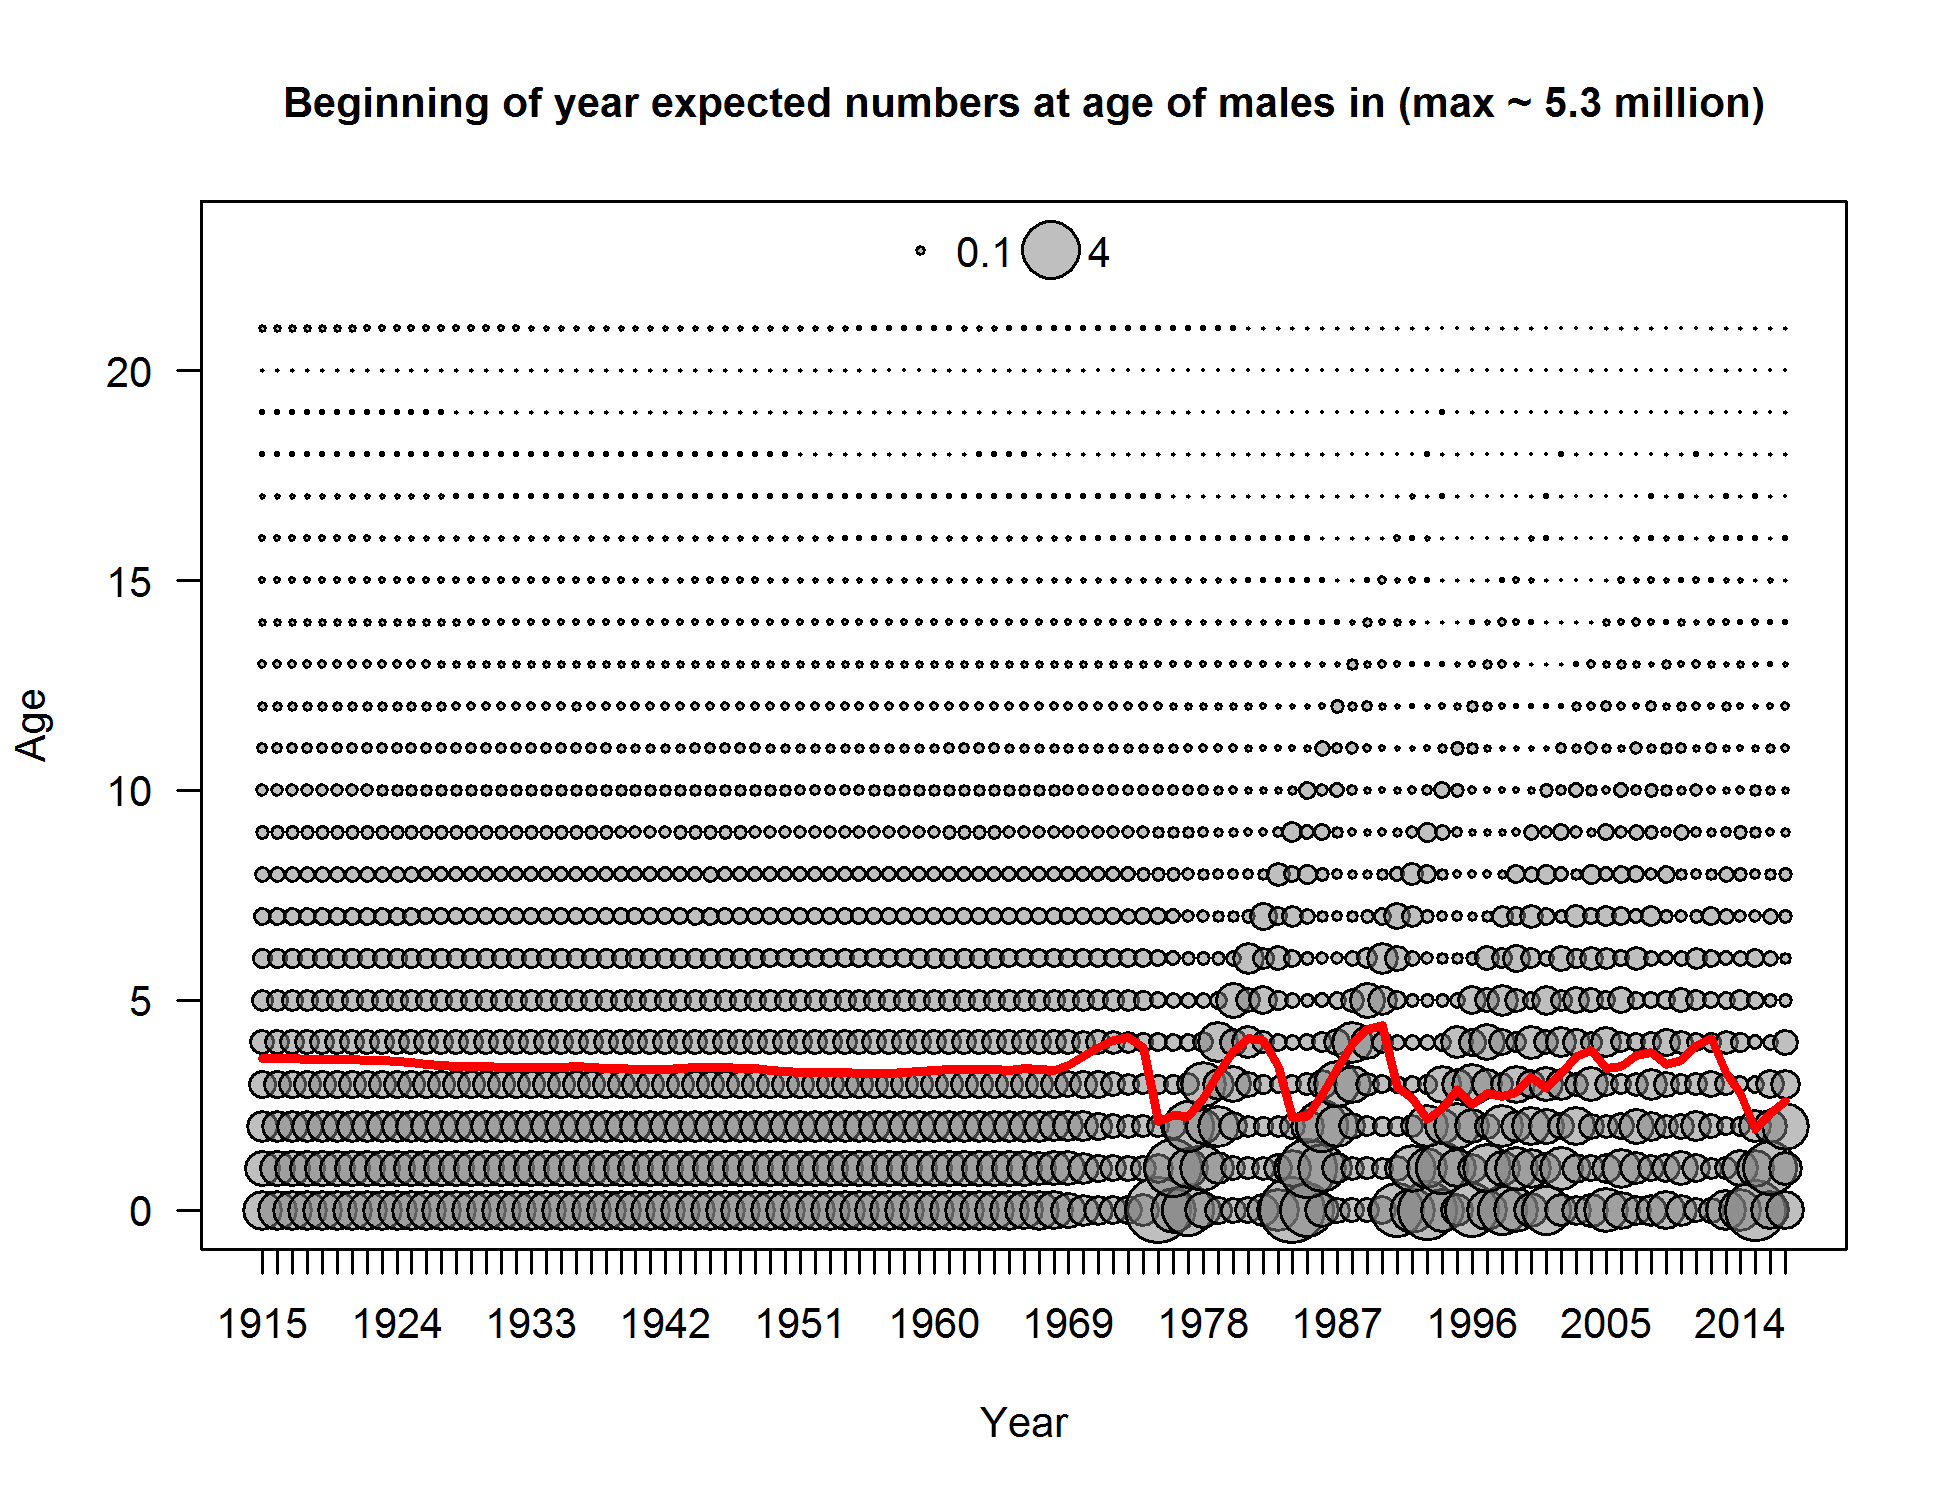 Beginning of year expected numbers at age of males in (max ~ 5.3 million)
0.1 4
20
15
10
5
0
Age
1915 1924 1933 1942 1951 1960 1969 1978 1987 1996 2005 2014
Year